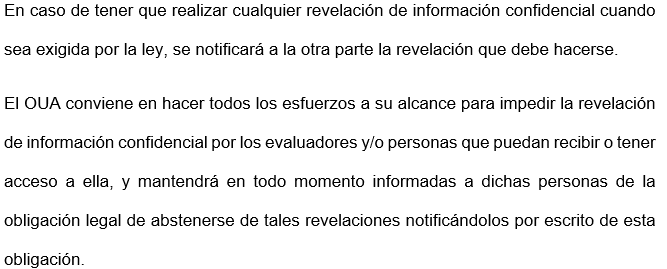 En caso de tener que realizar cualquier revelación de información confidencial cuando
sea exigida por la ley, se notificará a la otra parte la revelación que debe hacerse.
El OUA conviene en hacer todos los esfuerzos a su alcance para impedir la revelación
de información confidencial por los evaluadores y/o personas que puedan recibir o tener
acceso a ella, y mantendrá en todo momento informadas a dichas personas de la
obligación legal de abstenerse de tales revelaciones notificándolos por escrito de esta
obligación.